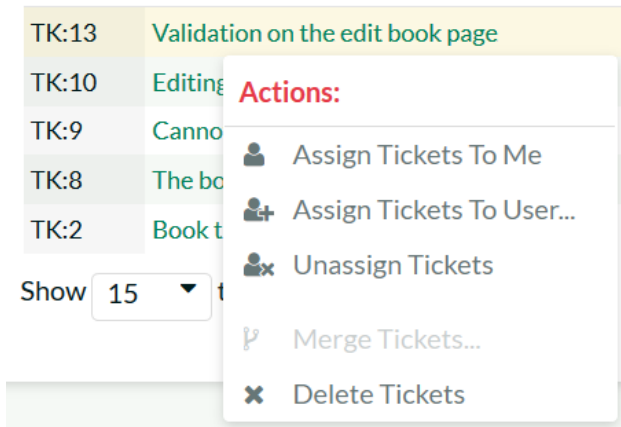 TK:13 Validation on the edit book page
TK:10 Editing
Actions:
TK:9 Canno
Assign Tickets To Me
TK:8 The bo
Assign Tickets To User...
TK:2 Book t
Unassign Tickets
Show 15 t
Merge Tickets...
Delete Tickets